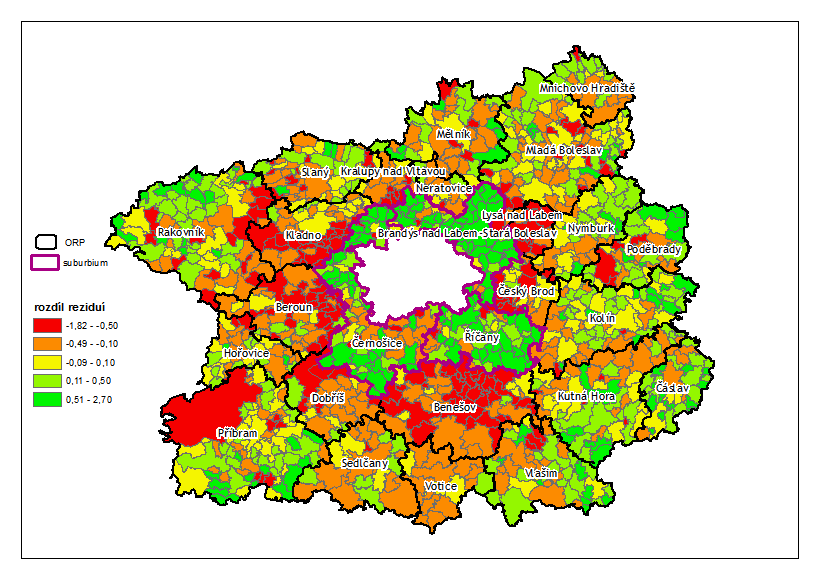 Mnichovo Hradiště
Mělník
Mladá Boleslav
Slaný
Kralupy nad Vltavou
Neratovice
Lysá nad Labem
Rakovník
Kladno
Brandýs nad Labem - Stará Boleslav
Nymburk
Poděbrady
ORP
suburbium
Český Brod
rozdíl reziduí
Beroun
Kolín
-1,82 - -0,50
-0,49 - -0,10
-0,09 - 0,10
0,11 - 0,50
0,51 - 2,70
Říčany
Černošice
Hořovice
Čáslav
Kutná Hora
Dobříš
Benešov
Příbram
Sedlčany
Vlašim
Votice